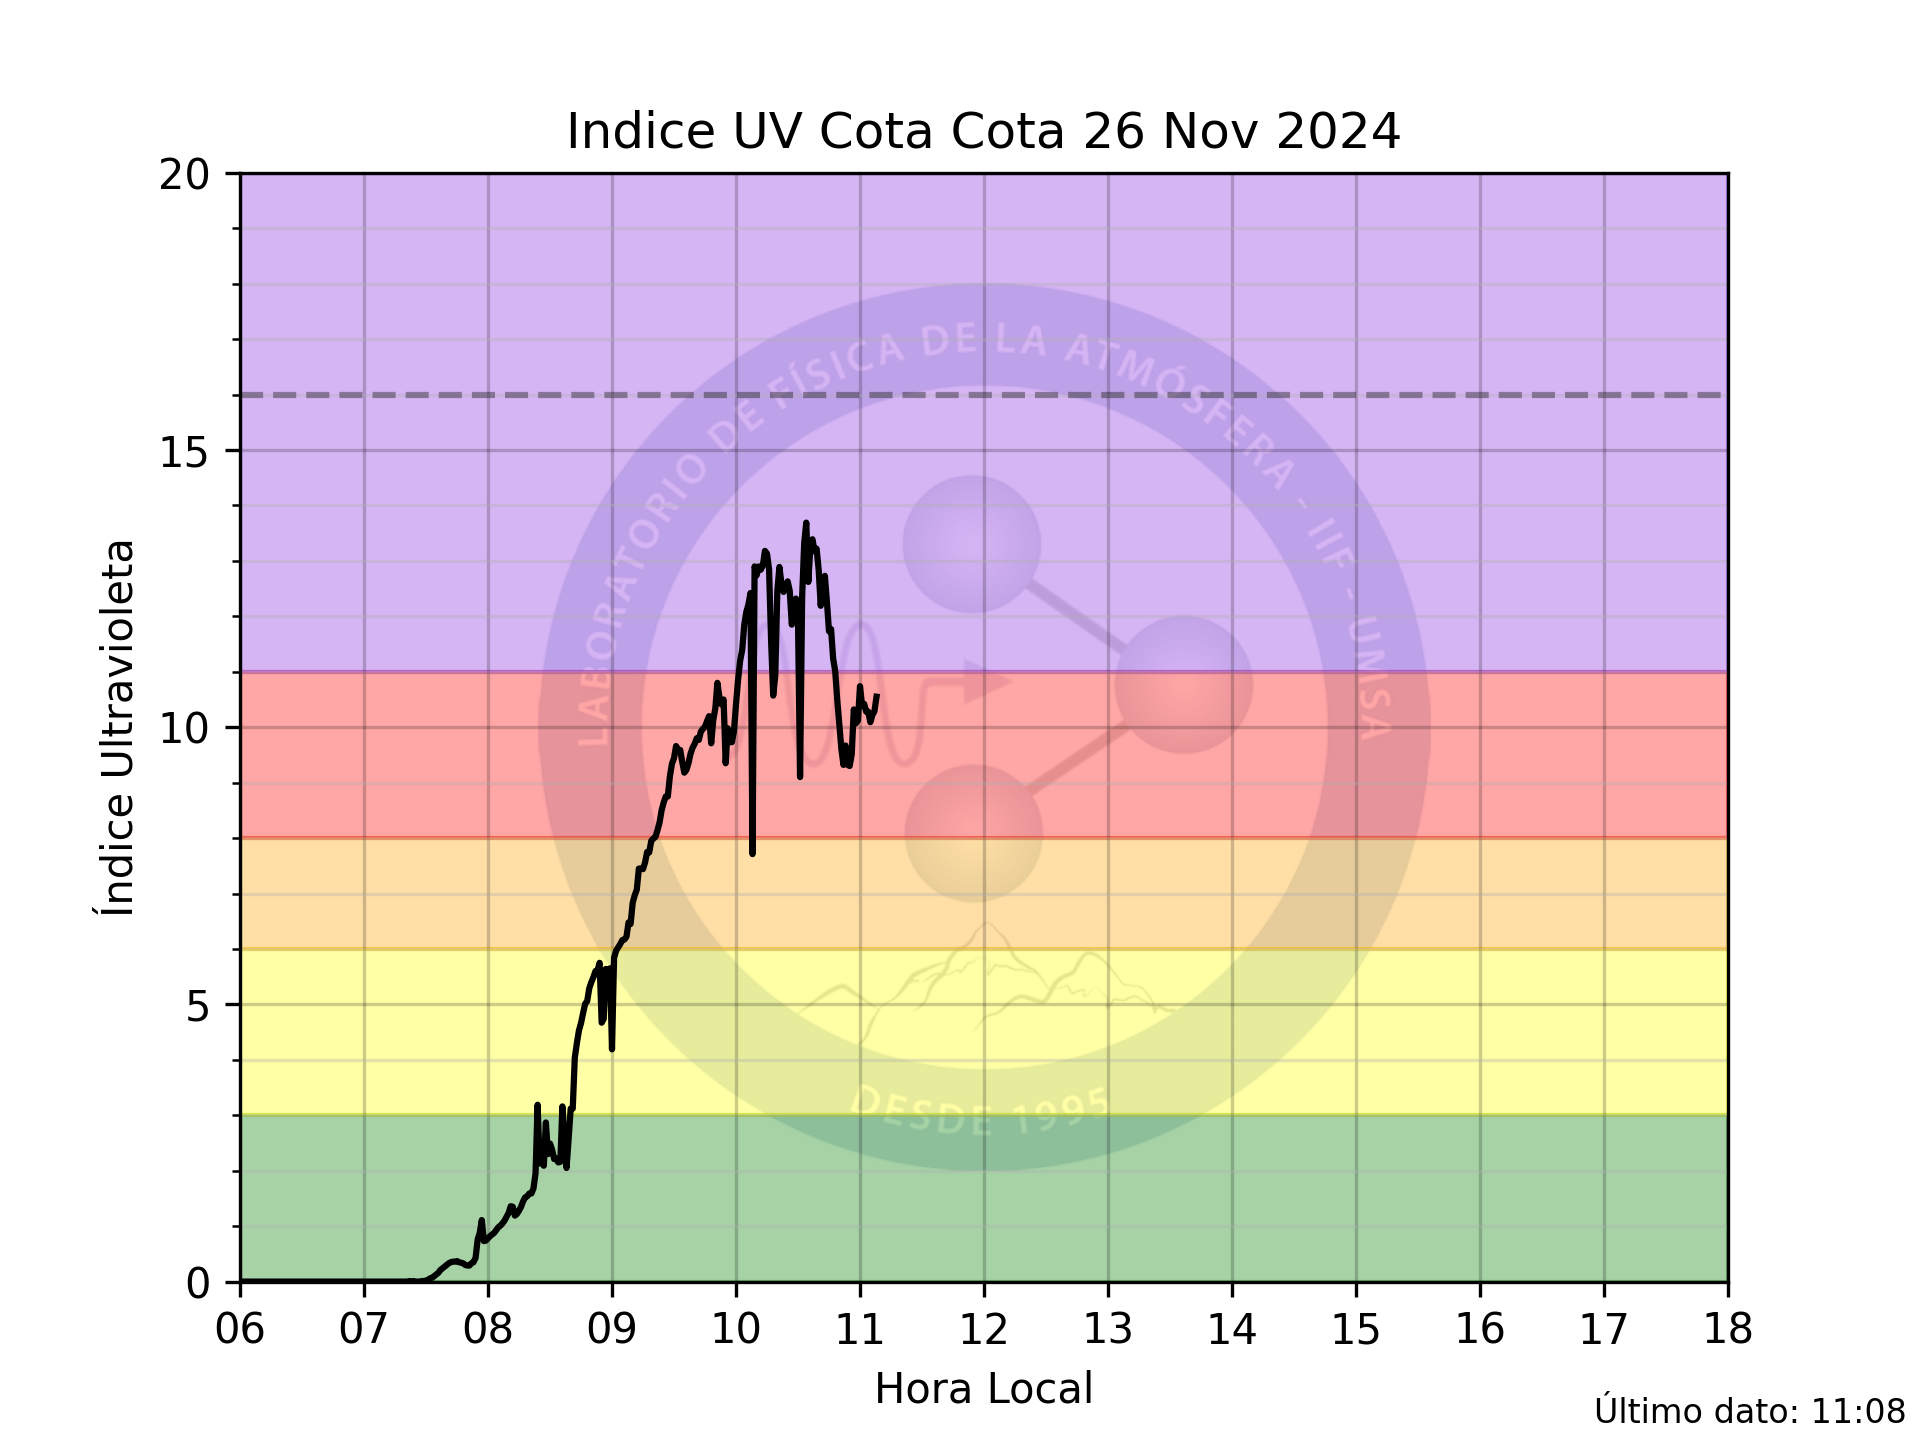 Indice UV Cota Cota 26 Nov 2024
20
15
10
5
0
Índice Ultravioleta
LABORATORIO DE FÍSICA DE LA ATMÓSFERA - IIF - UMSA
DESDE 1995
06 07 08 09 10 11 12 13 14 15 16 17 18
Hora Local
Último dato: 11:08